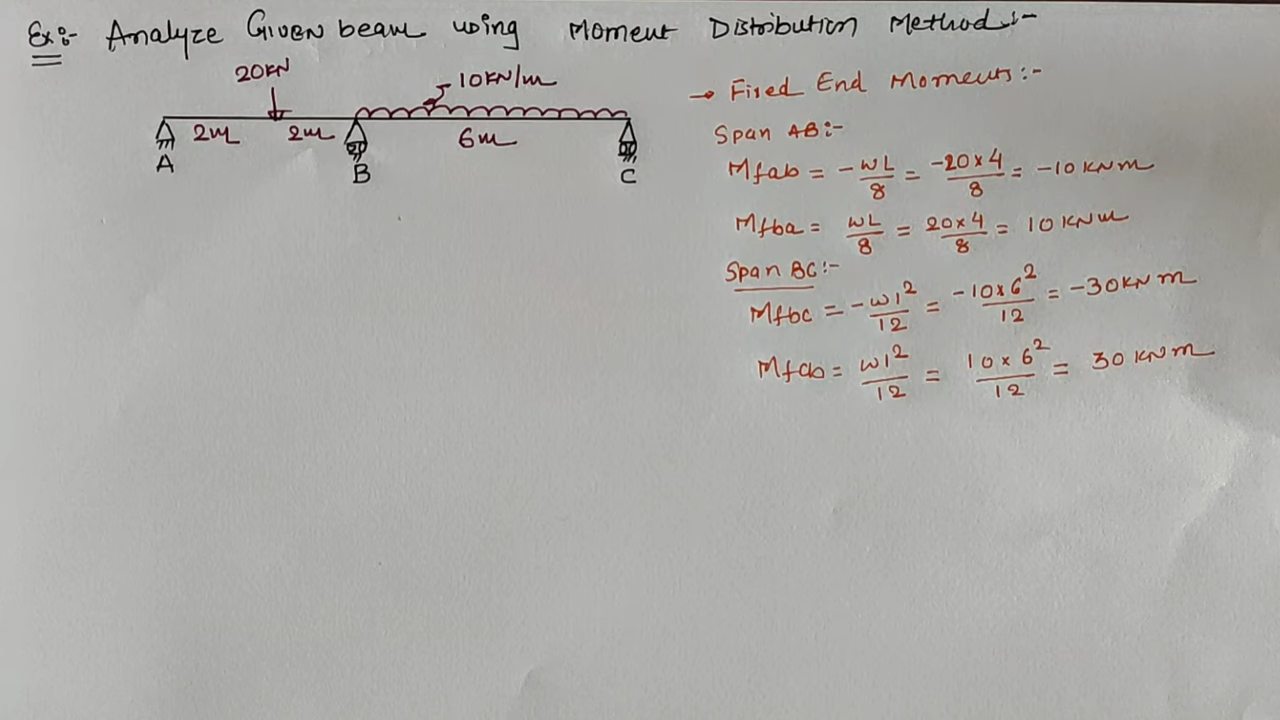 Ex:- Analyze Given beam using Moment Distribution Method:-
20KN
10KN/m
2m 2m 6m
A B C
→ Fixed End Moments:-
Span AB:-
Mfab = -WL/8 = -20×4/8 = -10 KNm
Mfba = WL/8 = 20×4/8 = 10 KNm
Span BC:-
Mfbc = -wl²/12 = -10×6²/12 = -30 KNm
Mfcb = wl²/12 = 10×6²/12 = 30 KNm